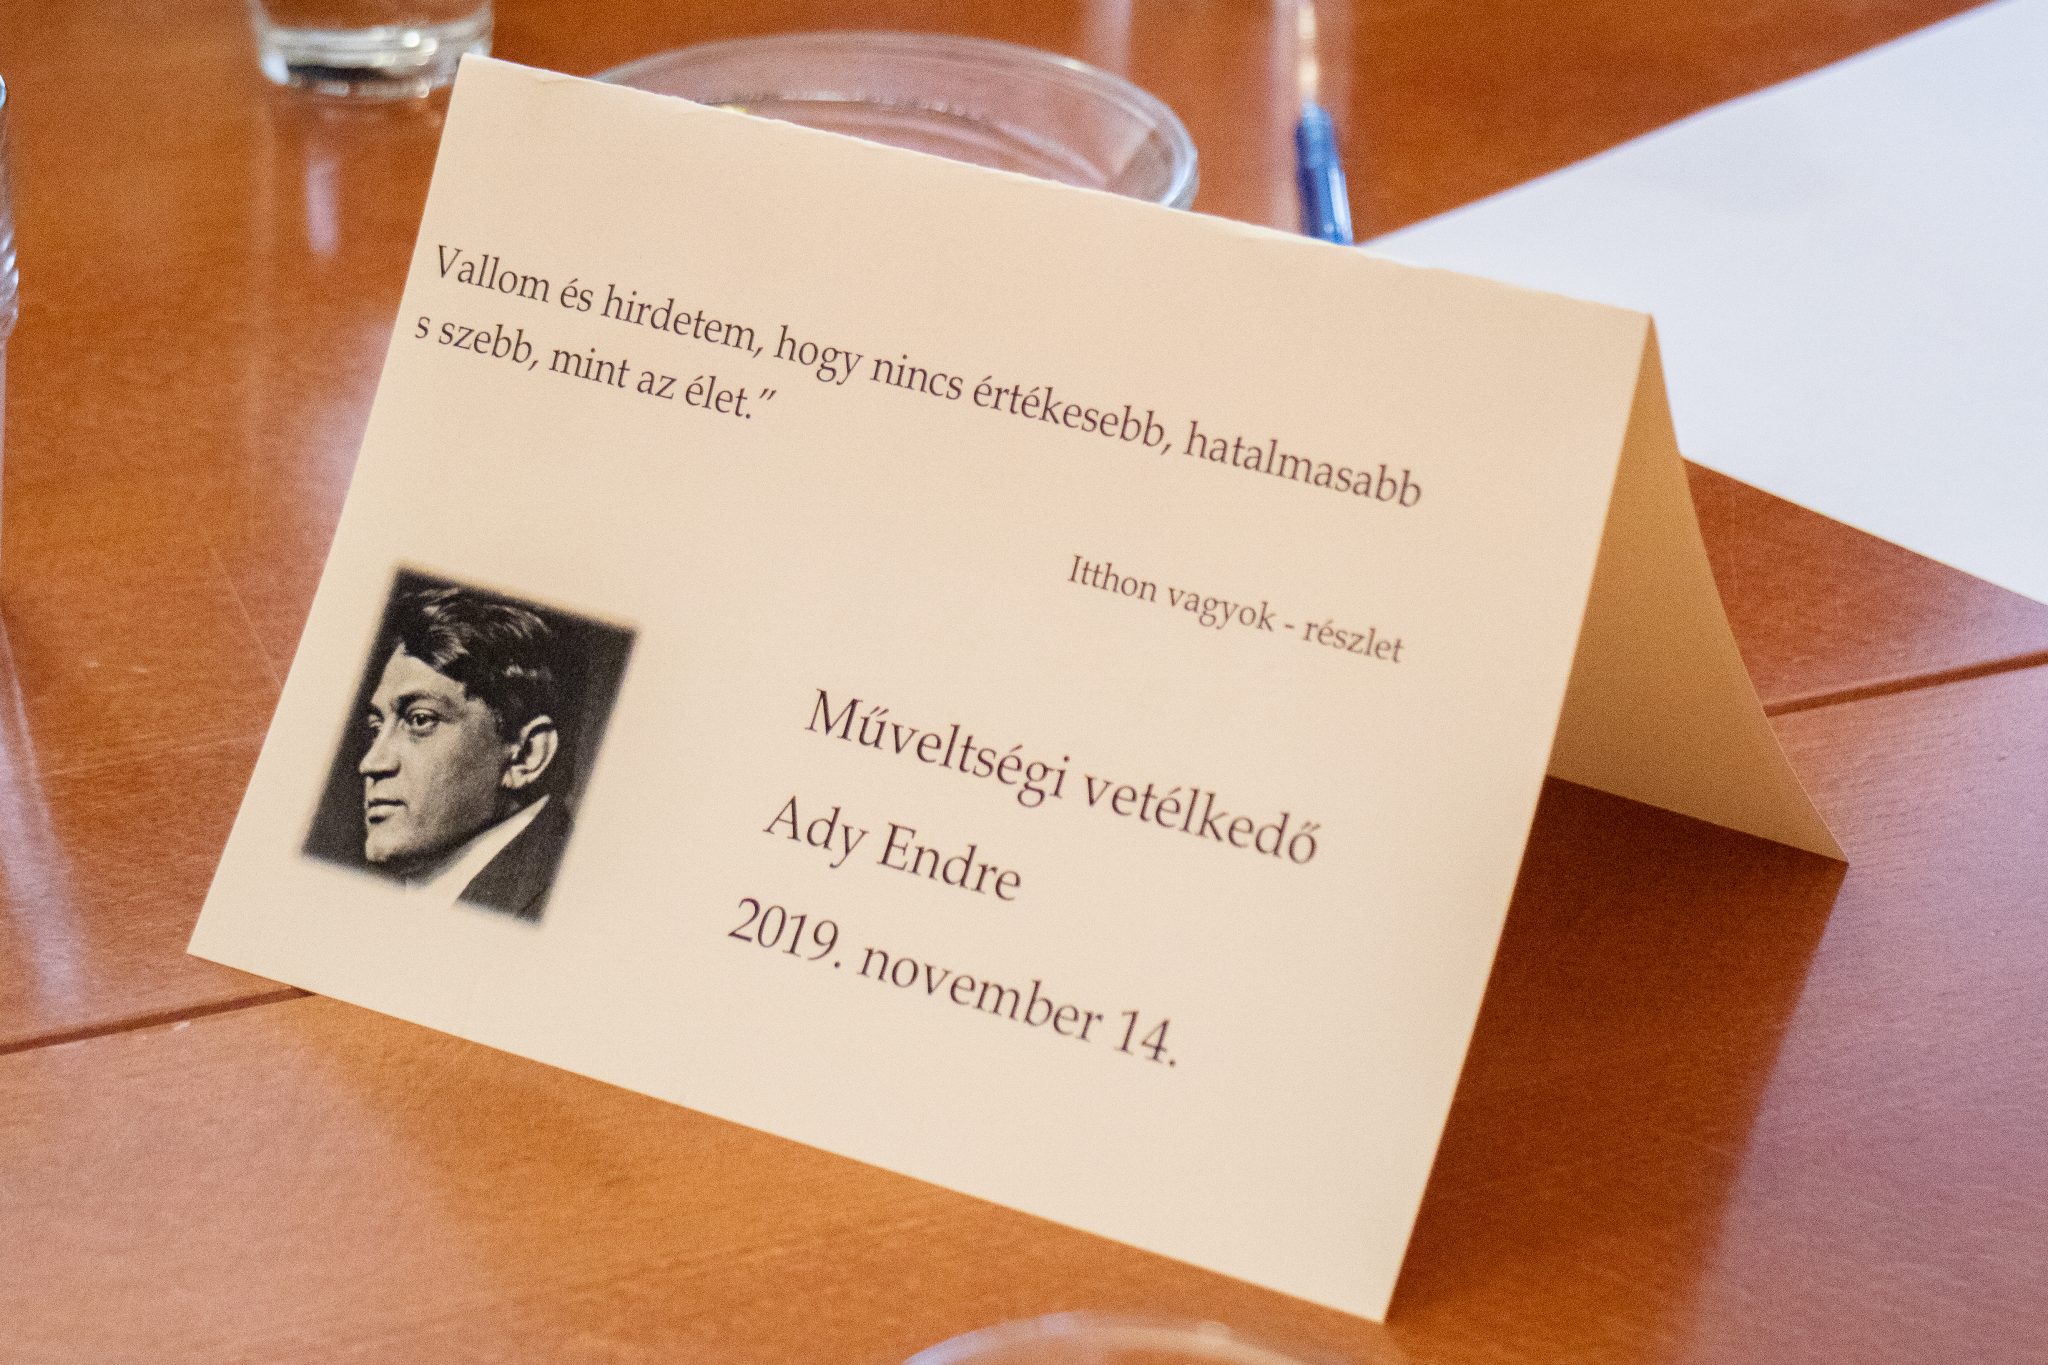 Vallom és hirdetem, hogy nincs értékesebb, hatalmasabb
s szebb, mint az élet.”
Itthon vagyok - részlet
Műveltségi vetélkedő
Ady Endre
2019. november 14.